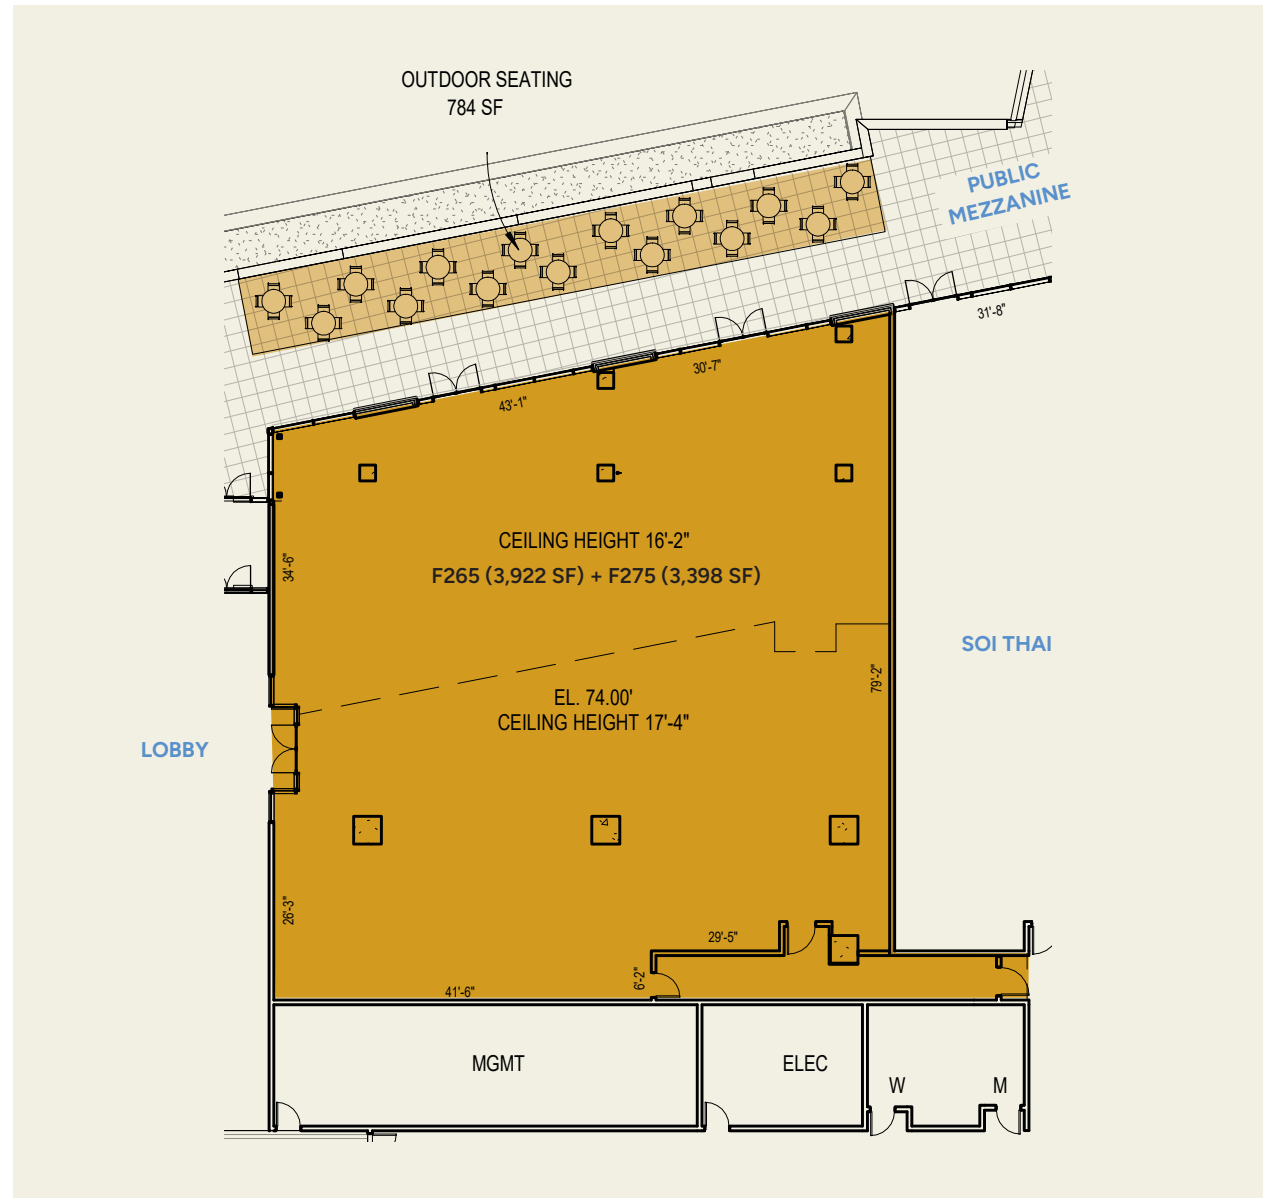 OUTDOOR SEATING
784 SF
PUBLIC
MEZZANINE
31'-8"
30'-7"
43'-1"
CEILING HEIGHT 16'-2"
34'-6"
F265 (3,922 SF) + F275 (3,398 SF)
SOI THAI
79'-2"
EL. 74.00'
CEILING HEIGHT 17'-4"
LOBBY
26'-3"
29'-5"
6'-2"
41'-6"
MGMT
ELEC
W
M